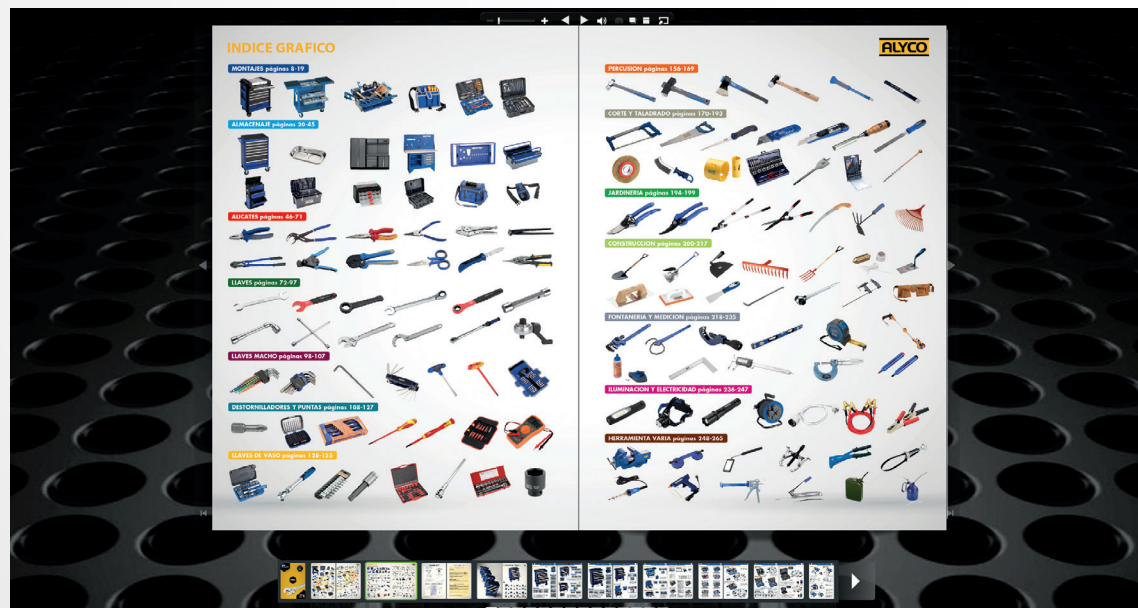 INDICE GRAFICO
MONTAJES páginas 8-19
ALMACENAJE páginas 20-45
ALICATES páginas 46-71
LLAVES páginas 72-97
LLAVES MACHO páginas 98-107
DESTORNILLADORES Y PUNTAS páginas 108-127
LLAVES DE VASO páginas 128-155
ALYCO
PERCUSION páginas 156-169
CORTE Y TALADRADO páginas 170-193
JARDINERIA páginas 194-199
CONSTRUCCION páginas 200-217
FONTANERIA Y MEDICION páginas 218-235
ILUMINACION Y ELECTRICIDAD páginas 236-247
HERRAMIENTA VARIA páginas 248-265